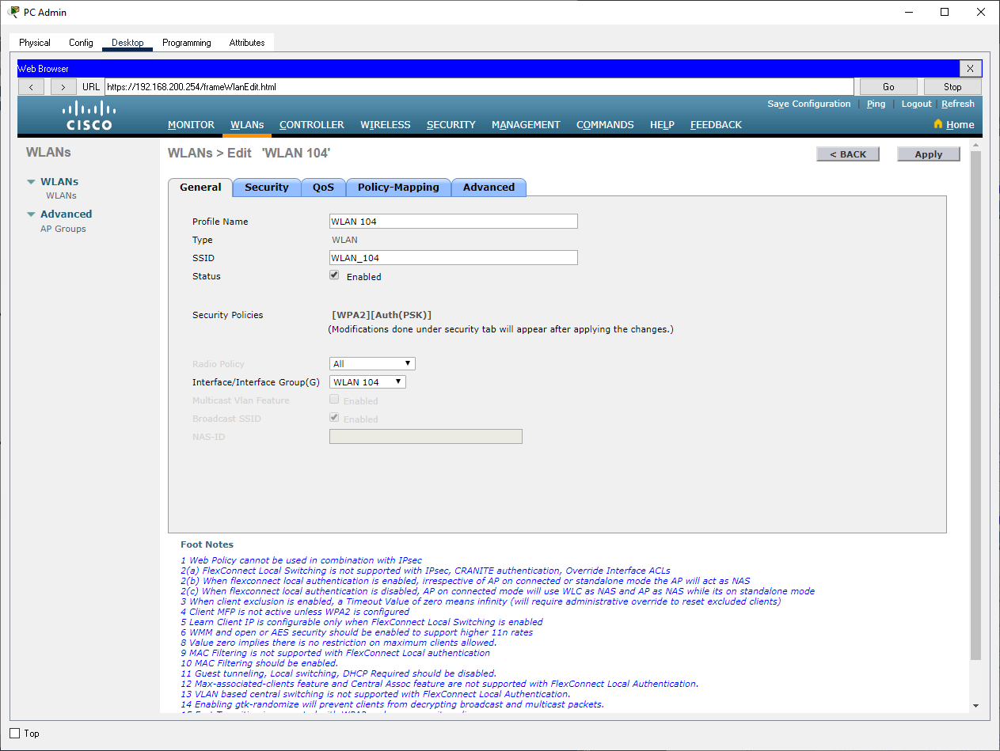 PC Admin
Physical Config Desktop Programming Attributes
Web Browser X
< > URL https://192.168.200.254/frameWlanEdit.html Go Stop
Save Configuration | Ping | Logout | Refresh
CISCO MONITOR WLANs CONTROLLER WIRELESS SECURITY MANAGEMENT COMMANDS HELP FEEDBACK Home
WLANs
WLANs > Edit 'WLAN 104' < BACK Apply
WLANs
WLANs
Advanced
AP Groups
General Security QoS Policy-Mapping Advanced
Profile Name WLAN 104
Type WLAN
SSID WLAN_104
Status Enabled
Security Policies [WPA2][Auth(PSK)]
(Modifications done under security tab will appear after applying the changes.)
Radio Policy All
Interface/Interface Group(G) WLAN 104
Multicast Vlan Feature Enabled
Broadcast SSID Enabled
NAS-ID
Foot Notes
1 Web Policy cannot be used in combination with IPsec
2(a) FlexConnect Local Switching is not supported with IPsec, CRANITE authentication, Override Interface ACLs
2(b) When flexconnect local authentication is enabled, irrespective of AP on connected or standalone mode the AP will act as NAS
2(c) When flexconnect local authentication is disabled, AP on connected mode will use WLC as NAS and AP as NAS while its on standalone mode
3 When client exclusion is enabled, a Timeout Value of zero means infinity (will require administrative override to reset excluded clients)
4 Client MFP is not active unless WPA2 is configured
5 Learn Client IP is configurable only when FlexConnect Local Switching is enabled
6 WMM and open or AES security should be enabled to support higher 11n rates
8 Value zero implies there is no restriction on maximum clients allowed.
9 MAC Filtering is not supported with FlexConnect Local authentication
10 MAC Filtering should be enabled.
11 Guest tunneling, Local switching, DHCP Required should be disabled.
12 Max-associated-clients feature and Central Assoc feature are not supported with FlexConnect Local Authentication.
13 VLAN based central switching is not supported with FlexConnect Local Authentication.
14 Enabling gtk-randomize will prevent clients from decrypting broadcast and multicast packets.
Top